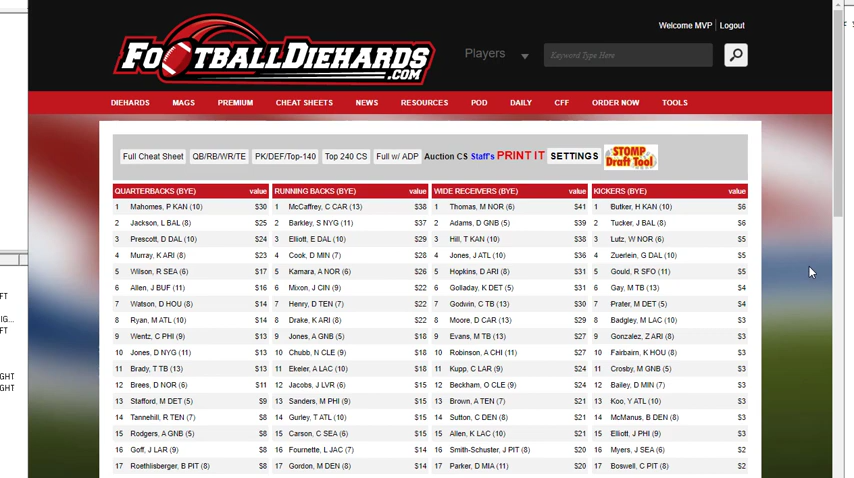 Welcome MVP | Logout
FOOTBALLDIEHARDS
.COM
Players
Keyword Type Here
DIEHARDS MAGS PREMIUM CHEAT SHEETS NEWS RESOURCES POD DAILY CFF ORDER NOW TOOLS
Full Cheat Sheet QB/RB/WR/TE PK/DEF/Top-140 Top 240 CS Full w/ ADP Auction CS Staff's PRINT IT SETTINGS STOMP
Draft Tool
QUARTERBACKS (BYE) value RUNNING BACKS (BYE) value WIDE RECEIVERS (BYE) value KICKERS (BYE) value
1 Mahomes, P KAN (10) $30 1 McCaffrey, C CAR (13) $38 1 Thomas, M NOR (6) $41 1 Butker, H KAN (10) $6
2 Jackson, L BAL (8) $25 2 Barkley, S NYG (11) $37 2 Adams, D GNB (5) $39 2 Tucker, J BAL (8) $6
3 Prescott, D DAL (10) $24 3 Elliott, E DAL (10) $29 3 Hill, T KAN (10) $38 3 Lutz, W NOR (6) $5
4 Murray, K ARI (8) $23 4 Cook, D MIN (7) $28 4 Jones, J ATL (10) $36 4 Zuerlein, G DAL (10) $5
5 Wilson, R SEA (6) $17 5 Kamara, A NOR (6) $26 5 Hopkins, D ARI (8) $31 5 Gould, R SFO (11) $5
6 Allen, J BUF (11) $16 6 Mixon, J CIN (9) $22 6 Golladay, K DET (5) $31 6 Gay, M TB (13) $4
7 Watson, D HOU (8) $14 7 Henry, D TEN (7) $22 7 Godwin, C TB (13) $30 7 Prater, M DET (5) $4
8 Ryan, M ATL (10) $14 8 Drake, K ARI (8) $22 8 Moore, D CAR (13) $29 8 Badgley, M LAC (10) $3
9 Wentz, C PHI (9) $13 9 Jones, A GNB (5) $18 9 Evans, M TB (13) $27 9 Gonzalez, Z ARI (8) $3
10 Jones, D NYG (11) $13 10 Chubb, N CLE (9) $18 10 Robinson, A CHI (11) $27 10 Fairbairn, K HOU (8) $3
11 Brady, T TB (13) $13 11 Ekeler, A LAC (10) $18 11 Kupp, C LAR (9) $24 11 Crosby, M GNB (5) $3
12 Brees, D NOR (6) $11 12 Jacobs, J LVR (6) $15 12 Beckham, O CLE (9) $24 12 Bailey, D MIN (7) $3
13 Stafford, M DET (5) $9 13 Sanders, M PHI (9) $15 13 Brown, A TEN (7) $21 13 Koo, Y ATL (10) $3
14 Tannehill, R TEN (7) $8 14 Gurley, T ATL (10) $15 14 Sutton, C DEN (8) $21 14 McManus, B DEN (8) $3
15 Rodgers, A GNB (5) $8 15 Carson, C SEA (6) $15 15 Allen, K LAC (10) $21 15 Elliott, J PHI (9) $3
16 Goff, J LAR (9) $8 16 Fournette, L JAC (7) $14 16 Smith-Schuster, J PIT (8) $20 16 Myers, J SEA (6) $2
17 Roethlisberger, B PIT (8) $8 17 Gordon, M DEN (8) $14 17 Parker, D MIA (11) $20 17 Boswell, C PIT (8) $2
FT
IG...
FT
GHT
GHT